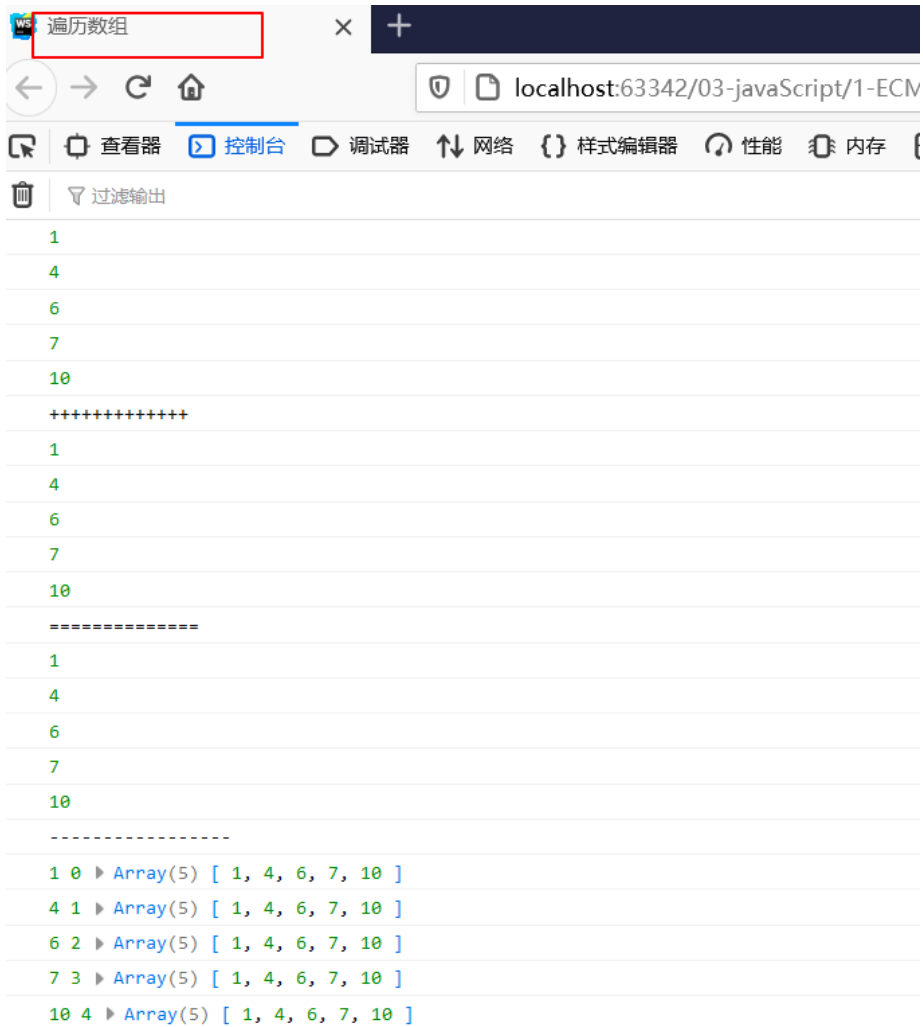 WS 遍历数组
localhost:63342/03-javaScript/1-ECM
查看器 控制台 调试器 网络 {} 样式编辑器 性能 内存
过滤输出
1
4
6
7
10
+++++++++++++
1
4
6
7
10
==============
1
4
6
7
10
-----------------
1 0 Array(5) [ 1, 4, 6, 7, 10 ]
4 1 Array(5) [ 1, 4, 6, 7, 10 ]
6 2 Array(5) [ 1, 4, 6, 7, 10 ]
7 3 Array(5) [ 1, 4, 6, 7, 10 ]
10 4 Array(5) [ 1, 4, 6, 7, 10 ]